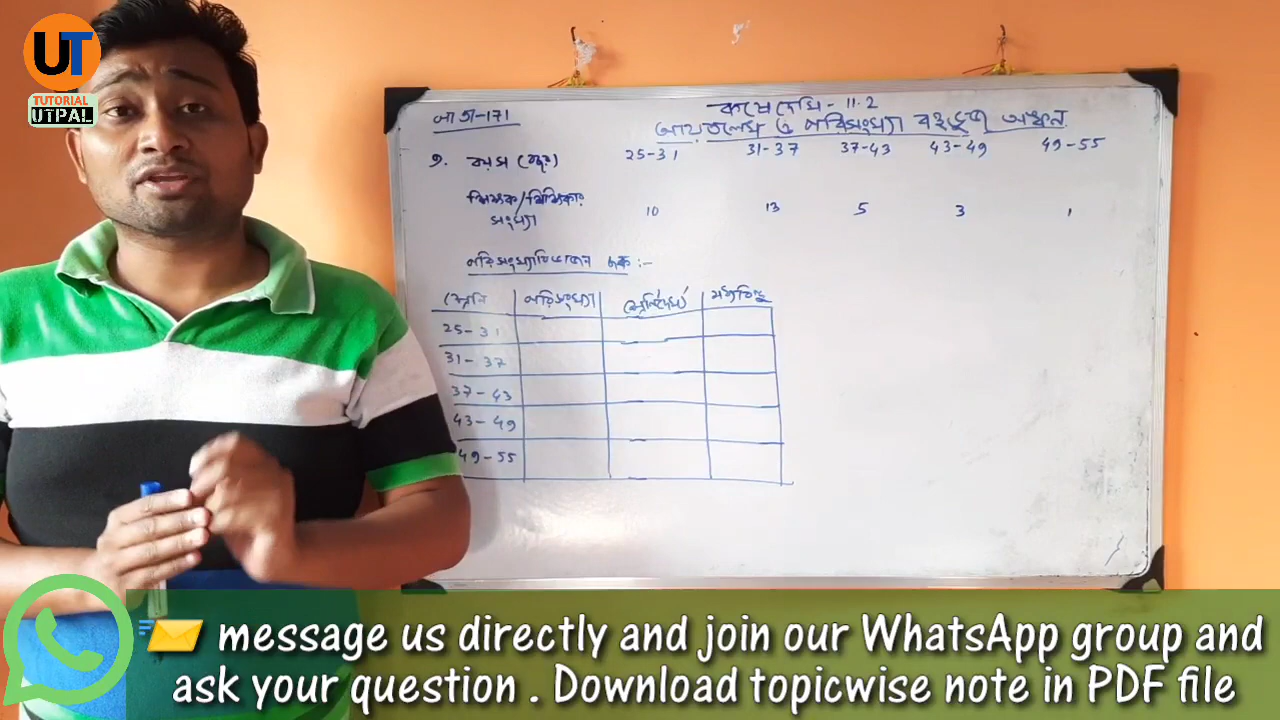 UT
TUTORIAL
UTPAL
পাতা-171
কষে দেখি - 11.2
আয়তলেখ ও পরিসংখ্যা বহুভুজ অঙ্কন
৩. বয়স (বছর) 25-31 31-37 37-43 43-49 49-55
শিক্ষক/শিক্ষিকার
সংখ্যা 10 13 5 3 1
পরিসংখ্যাবিভাজন ছক :-
শ্রেণি পরিসংখ্যা শ্রেণিদৈর্ঘ্য মধ্যবিন্দু
25 - 31
31 - 37
37 - 43
43 - 49
49 - 55
message us directly and join our WhatsApp group and
ask your question . Download topicwise note in PDF file